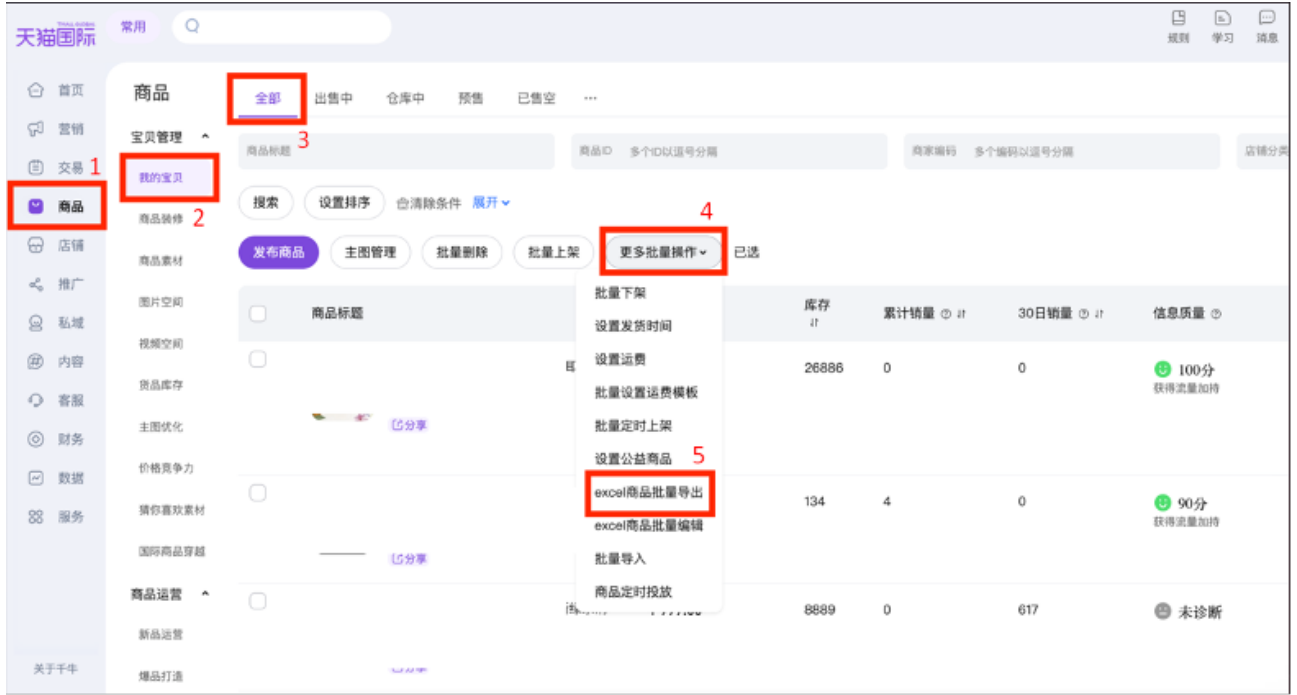 天猫国际
常用
规则
学习
消息
首页
营销
交易
1
商品
店铺
推广
私域
内容
客服
财务
数据
服务
关于千牛
商品
宝贝管理
我的宝贝
2
商品装修
商品素材
图片空间
视频空间
货品库存
主图优化
价格竞争力
猜你喜欢素材
国际商品穿越
商品运营
新品运营
爆品打造
全部 出售中 仓库中 预售 已售空 ...
3
商品标题 商品ID 多个ID以逗号分隔 商家编码 多个编码以逗号分隔 店铺分类
搜索 设置排序 清除条件 展开
4
发布商品 主图管理 批量删除 批量上架 更多批量操作 已选
批量下架
设置发货时间
设置运费
批量设置运费模板
批量定时上架
设置公益商品
5
excel商品批量导出
excel商品批量编辑
批量导入
商品定时投放
商品标题 库存 累计销量 30日销量 信息质量
26886 0 0 100分
获得流量加持
分享
134 4 0 90分
获得流量加持
分享
8889 0 617 未诊断